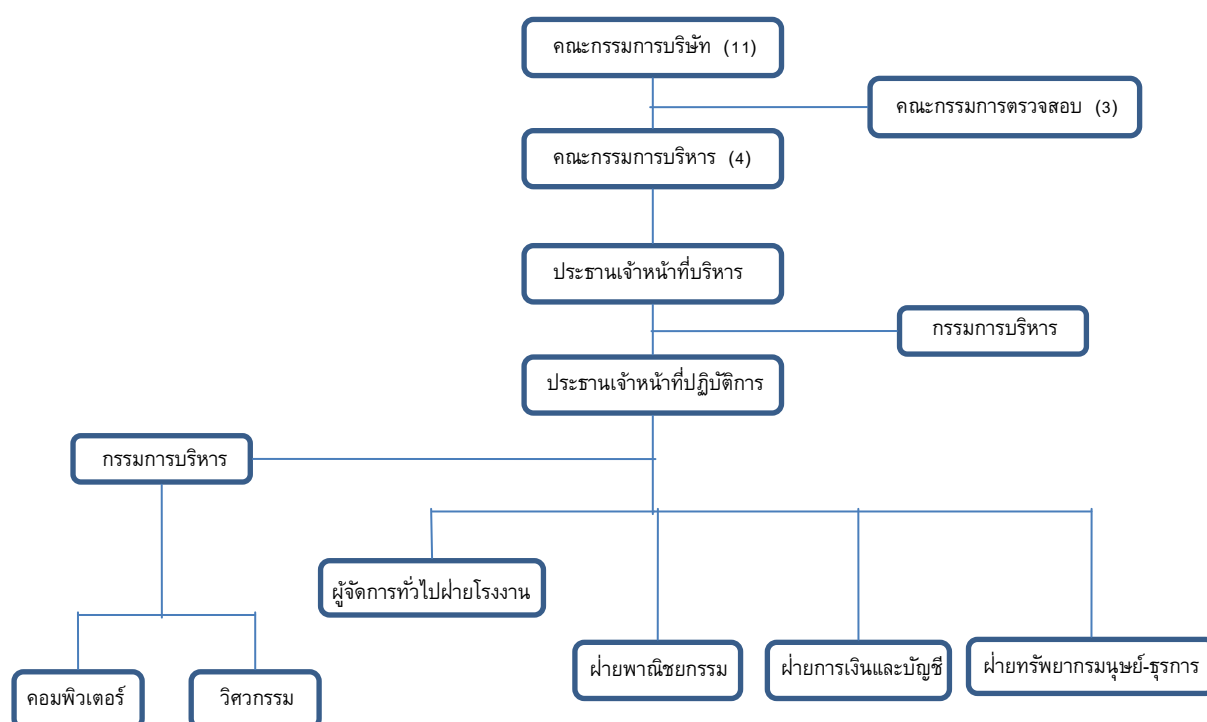 คณะกรรมการบริษัท (11)
คณะกรรมการตรวจสอบ (3)
คณะกรรมการบริหาร (4)
ประธานเจ้าหน้าที่บริหาร
กรรมการบริหาร
ประธานเจ้าหน้าที่ปฏิบัติการ
กรรมการบริหาร
ผู้จัดการทั่วไปฝ่ายโรงงาน
ฝ่ายพาณิชยกรรม
ฝ่ายการเงินและบัญชี
ฝ่ายทรัพยากรมนุษย์-ธุรการ
คอมพิวเตอร์
วิศวกรรม